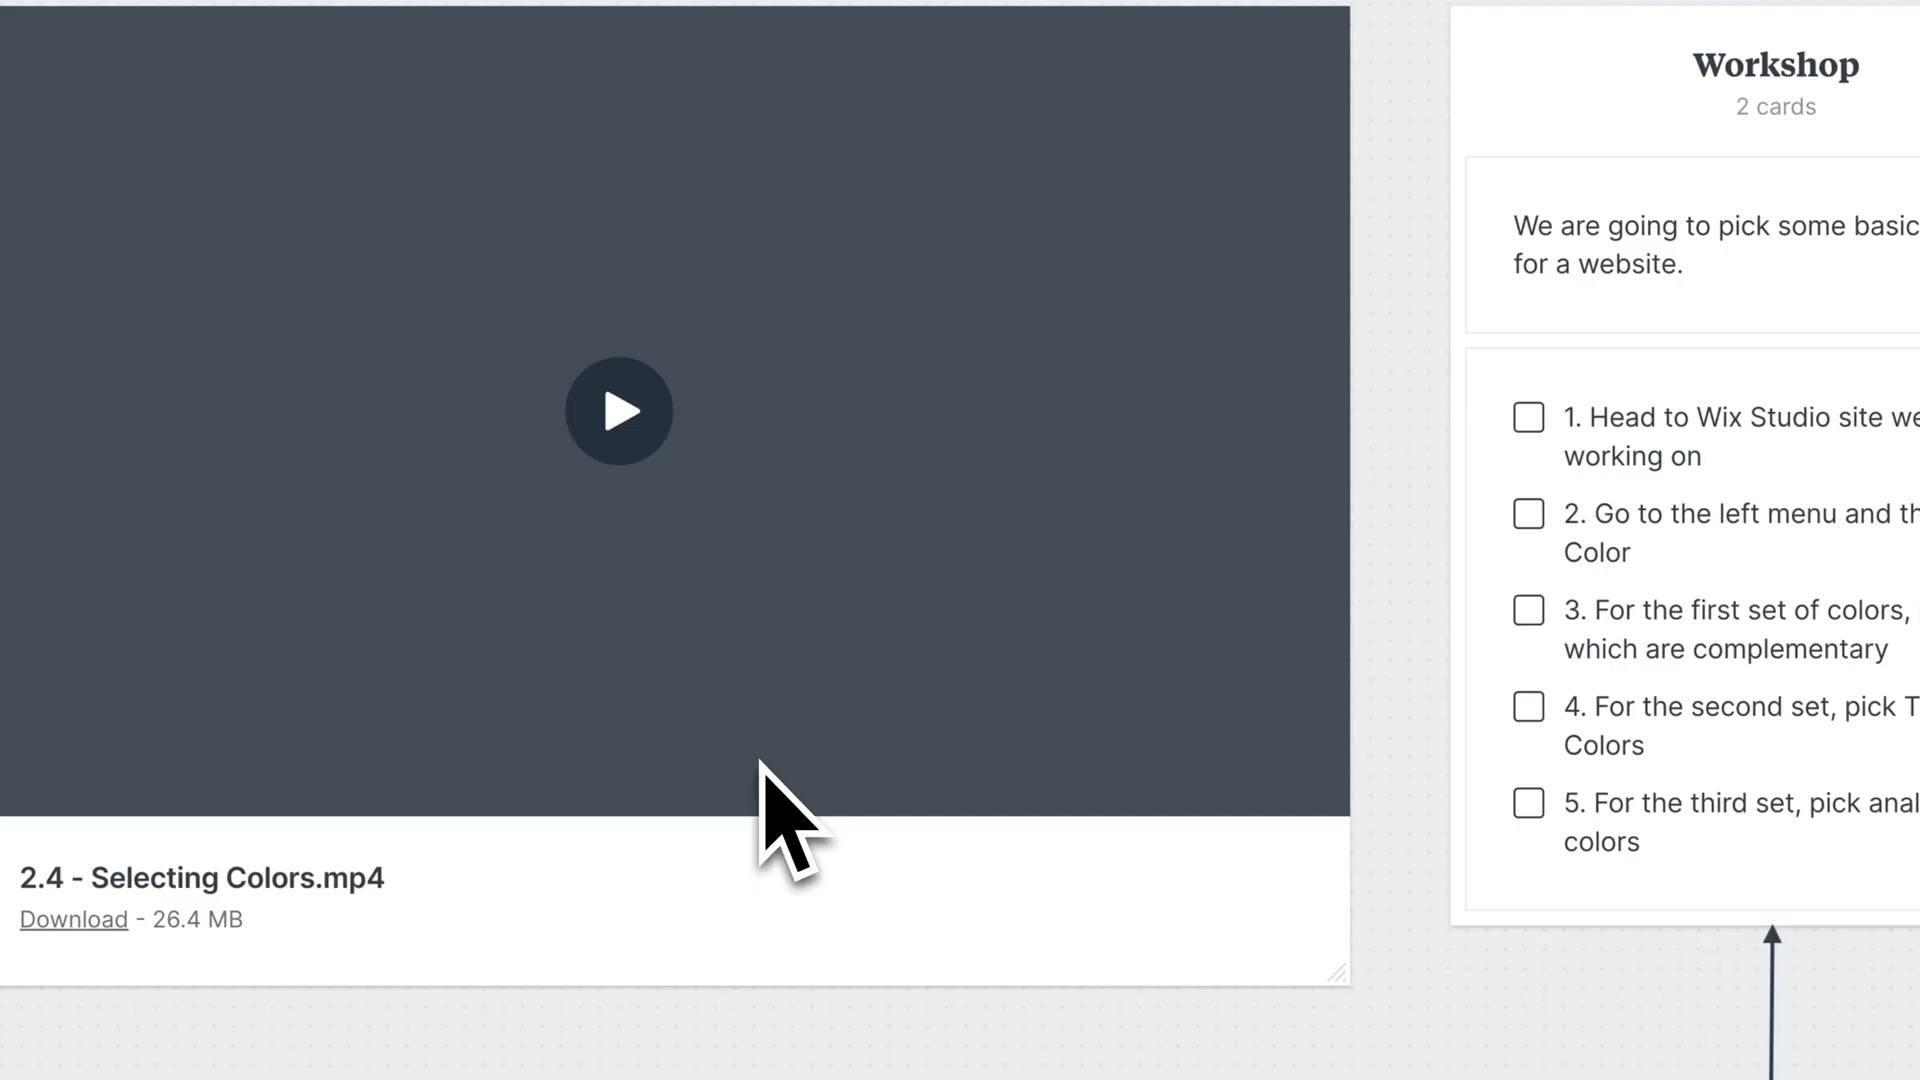 Workshop
2 cards
We are going to pick some basic
for a website.
1. Head to Wix Studio site we
working on
2. Go to the left menu and th
Color
3. For the first set of colors,
which are complementary
4. For the second set, pick T
Colors
5. For the third set, pick anal
colors
2.4 - Selecting Colors.mp4
Download - 26.4 MB